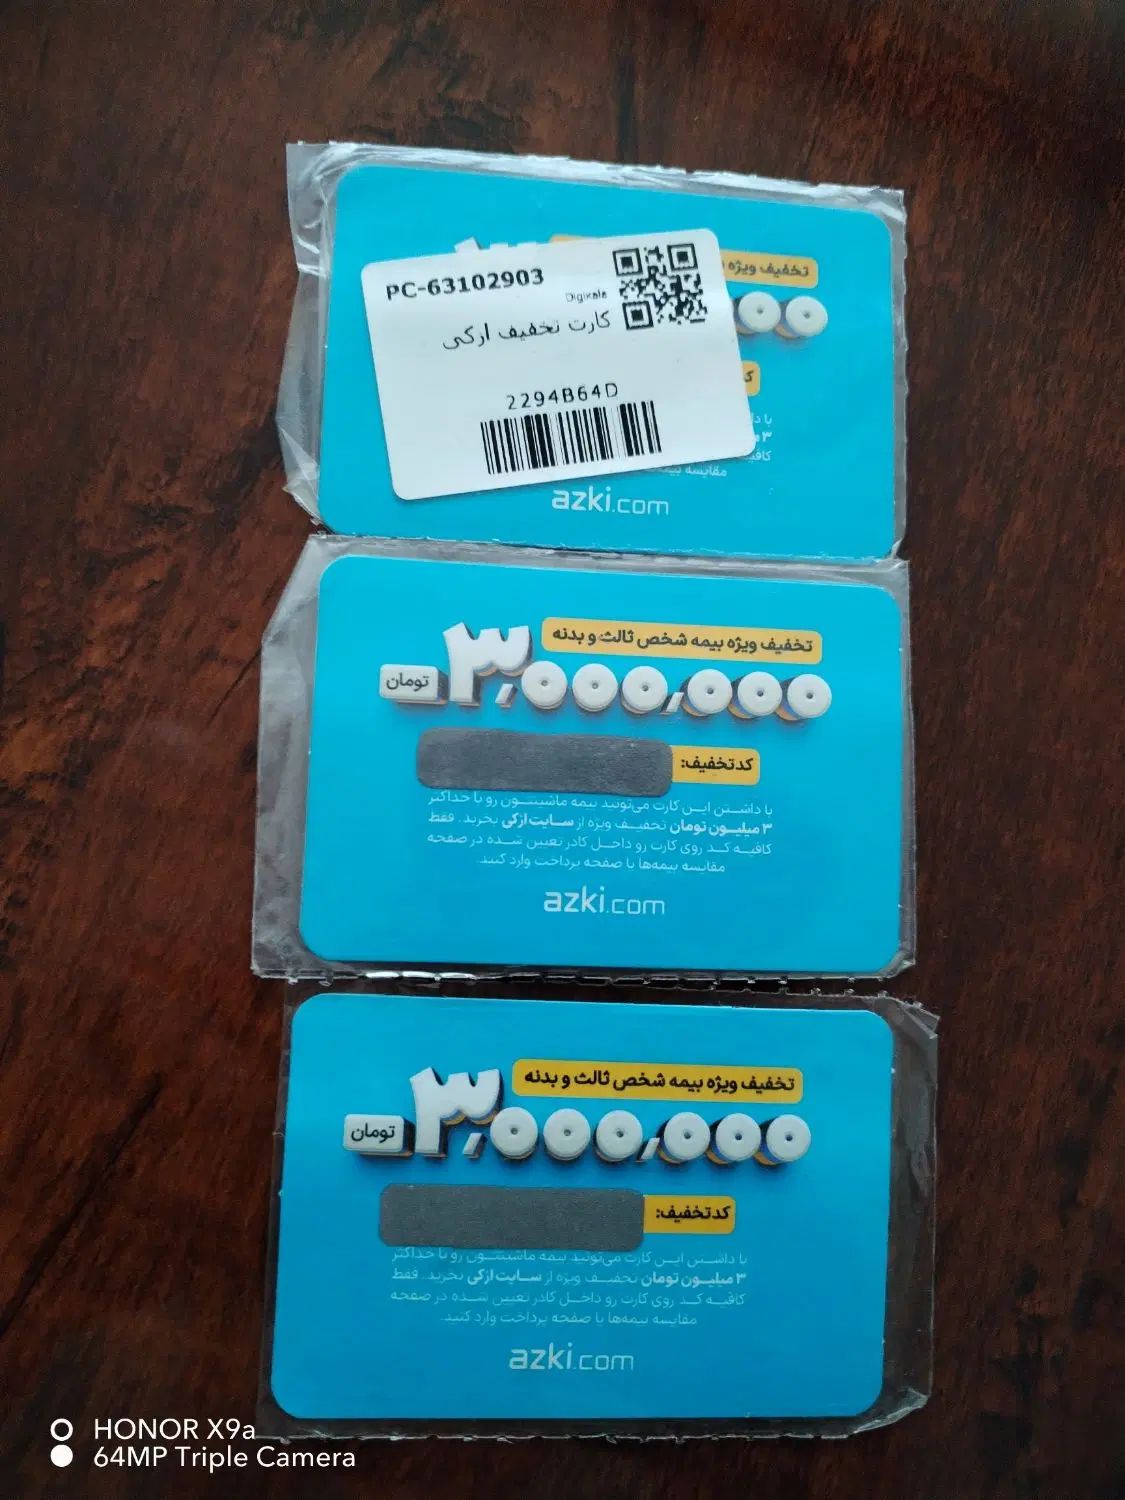 تخفیف ویژه
PC-63102903
Digikala
کارت تخفیف ازکی
2294B64D
با
۳
مقایسه بیمه
azki.com
تخفیف ویژه بیمه شخص ثالث و بدنه
۳,۰۰۰,۰۰۰ تومان
کد تخفیف:
با داشتن این کارت می‌تونید بیمه ماشینتون رو با حداکثر
۳ میلیون تومان تخفیف ویژه از سایت ازکی بخرید. فقط
کافیه کد روی کارت رو داخل کادر تعیین شده در صفحه
مقایسه بیمه‌ها یا صفحه پرداخت وارد کنید.
azki.com
تخفیف ویژه بیمه شخص ثالث و بدنه
۳,۰۰۰,۰۰۰ تومان
کد تخفیف:
با داشتن این کارت می‌تونید بیمه ماشینتون رو با حداکثر
۳ میلیون تومان تخفیف ویژه از سایت ازکی بخرید. فقط
کافیه کد روی کارت رو داخل کادر تعیین شده در صفحه
مقایسه بیمه‌ها یا صفحه پرداخت وارد کنید.
azki.com
HONOR X9a
64MP Triple Camera